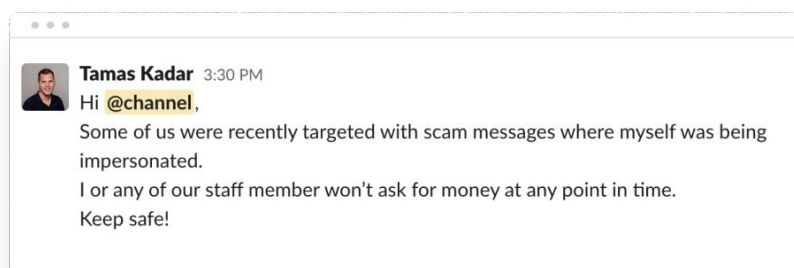 Tamas Kadar 3:30 PM
Hi @channel,
Some of us were recently targeted with scam messages where myself was being
impersonated.
I or any of our staff member won’t ask for money at any point in time.
Keep safe!